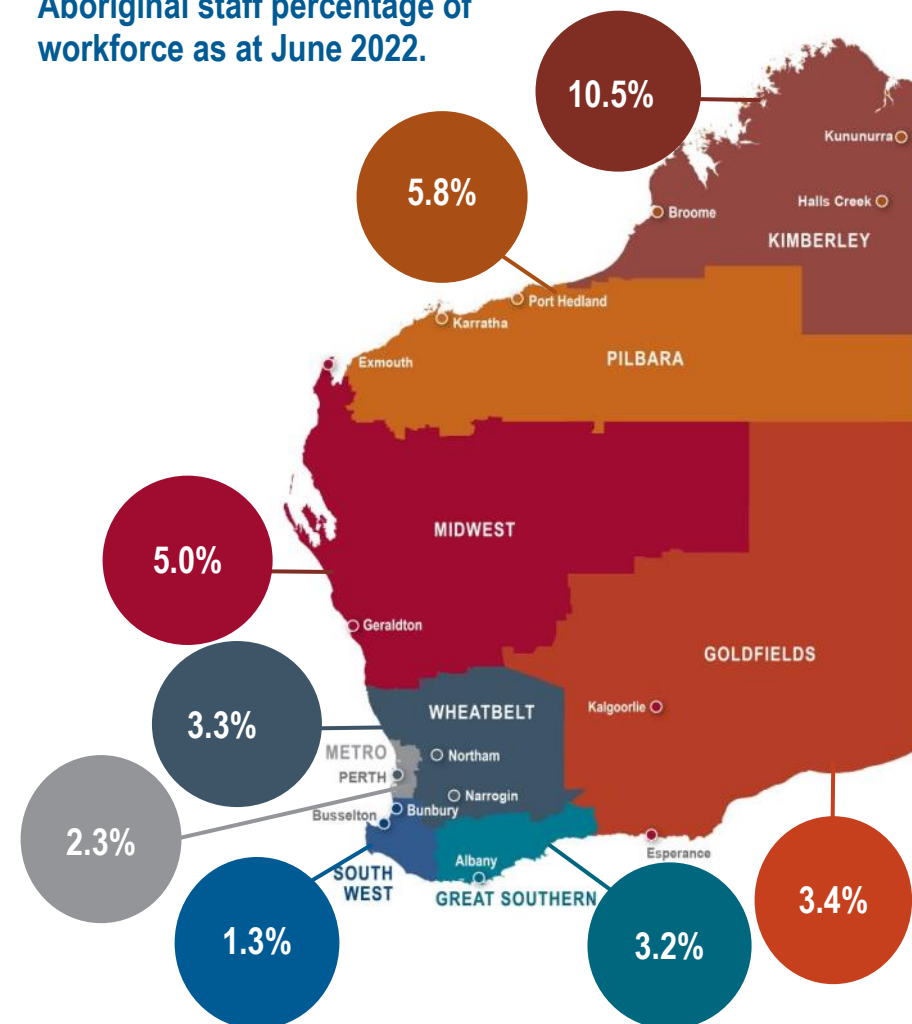 Aboriginal staff percentage of
workforce as at June 2022.
10.5%
Kununurra
5.8%
Halls Creek
Broome
KIMBERLEY
Port Hedland
Karratha
Exmouth
PILBARA
MIDWEST
5.0%
Geraldton
GOLDFIELDS
Kalgoorlie
WHEATBELT
3.3%
METRO
Northam
PERTH
Narrogin
Bunbury
Busselton
2.3%
Esperance
Albany
SOUTH
WEST
GREAT SOUTHERN
3.4%
1.3%
3.2%